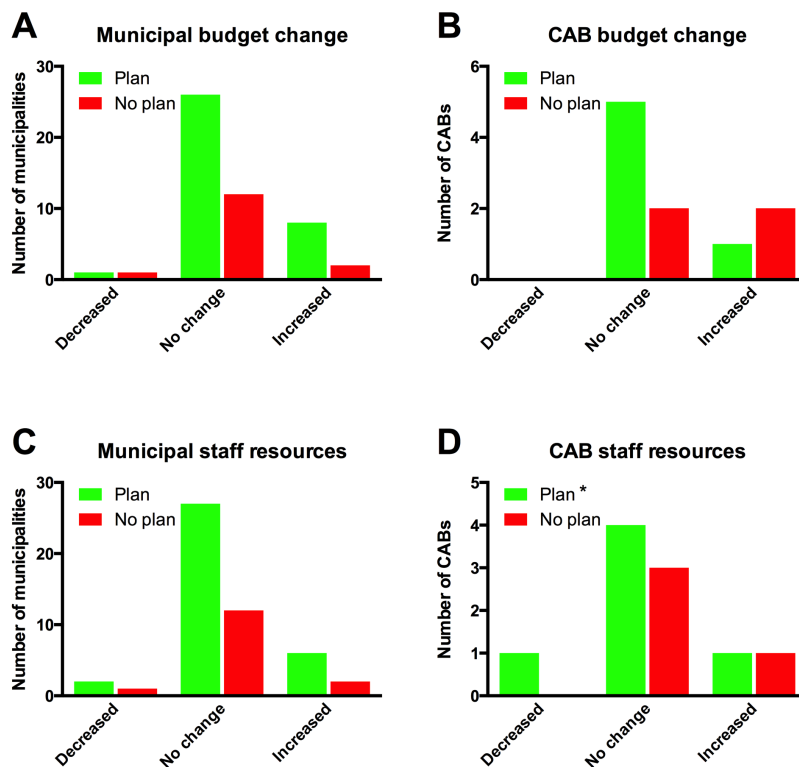 A
Municipal budget change
Number of municipalities
30
20
10
0
Plan
No plan
Decreased
No change
Increased
B
CAB budget change
Number of CABs
6
4
2
0
Plan
No plan
Decreased
No change
Increased
C
Municipal staff resources
Number of municipalities
30
20
10
0
Plan
No plan
Decreased
No change
Increased
D
CAB staff resources
Number of CABs
5
4
3
2
1
0
Plan *
No plan
Decreased
No change
Increased